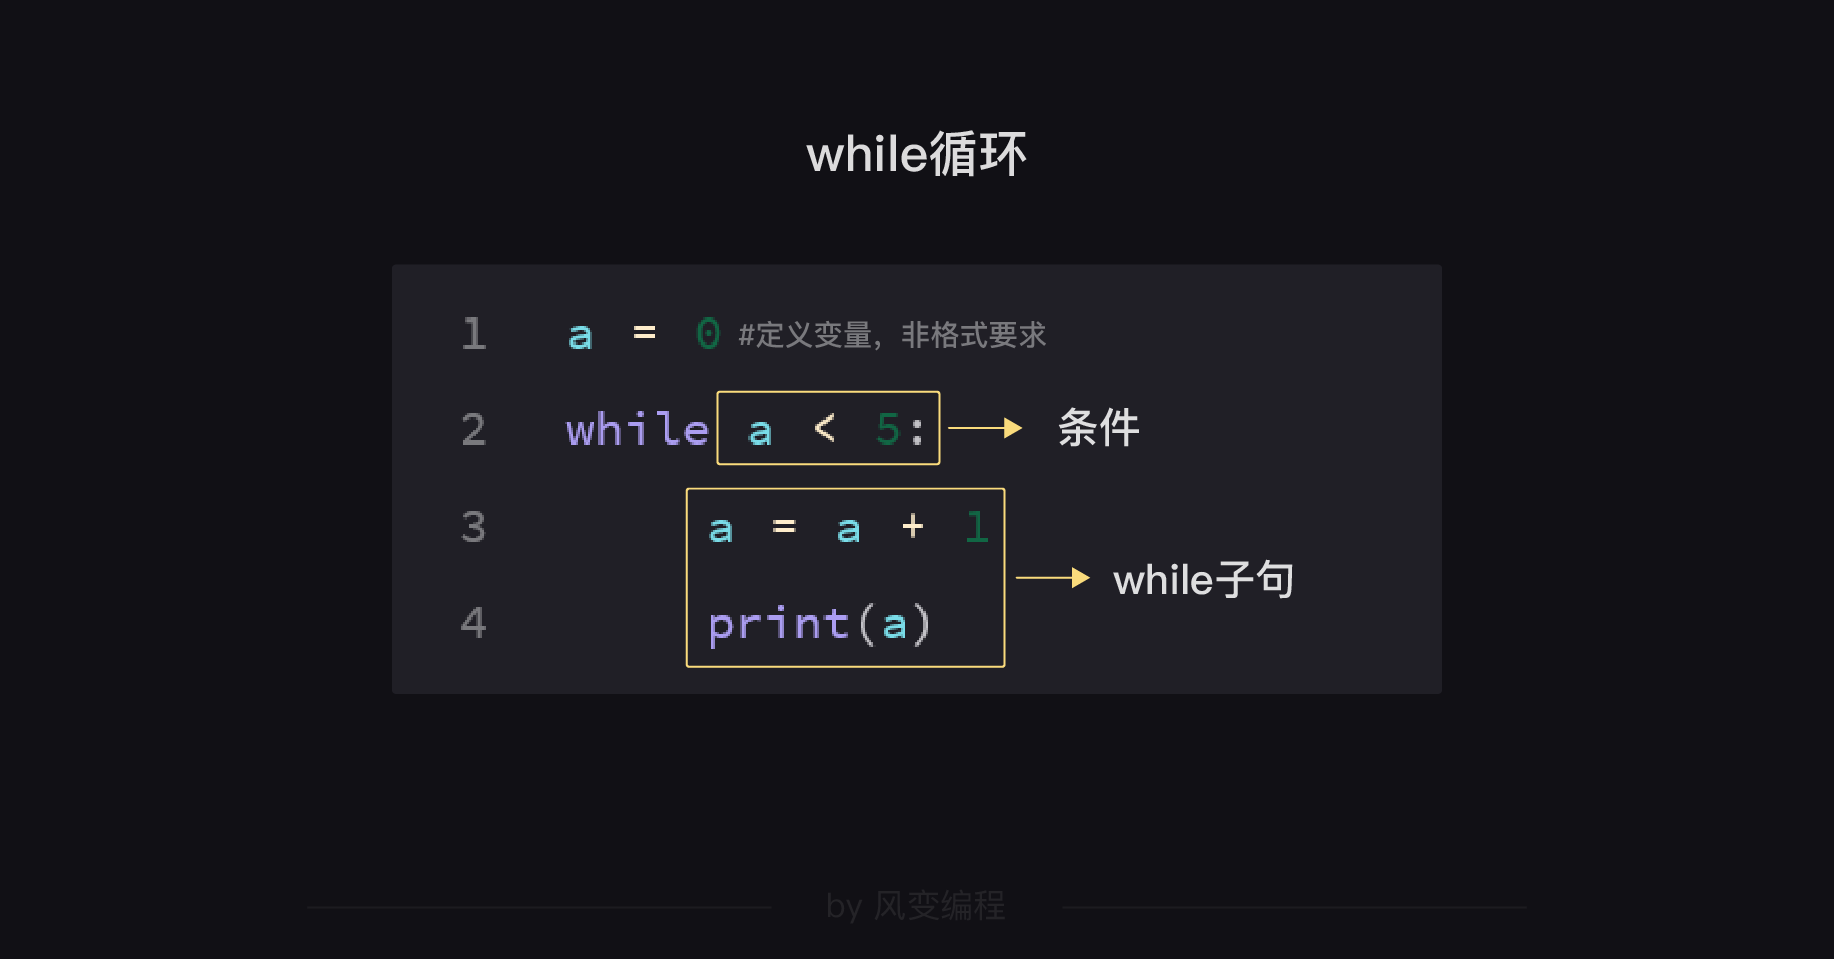 while循环
1 a = 0 #定义变量，非格式要求
2 while a < 5: 条件
3 a = a + 1
while子句
4 print(a)
by 风变编程